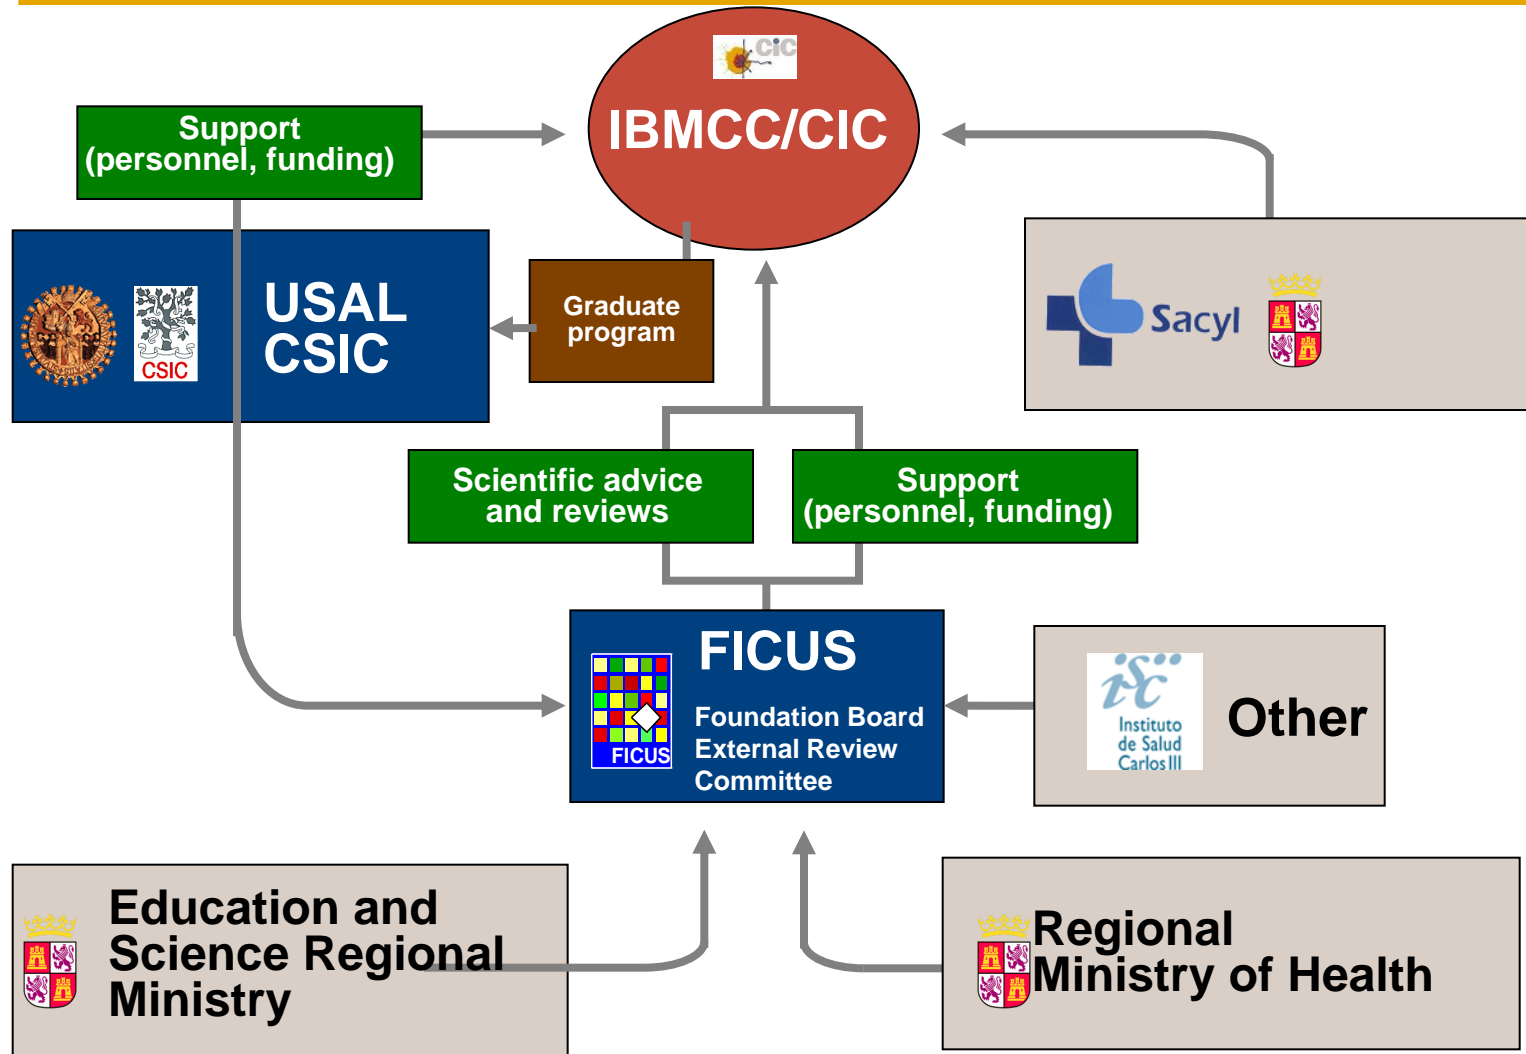 cic
IBMCC/CIC
Support
(personnel, funding)
USAL
CSIC
CSIC
Graduate
program
Sacyl
Scientific advice
and reviews
Support
(personnel, funding)
FICUS
Foundation Board
External Review
Committee
FICUS
isc
Instituto
de Salud
Carlos III
Other
Education and
Science Regional
Ministry
Regional
Ministry of Health